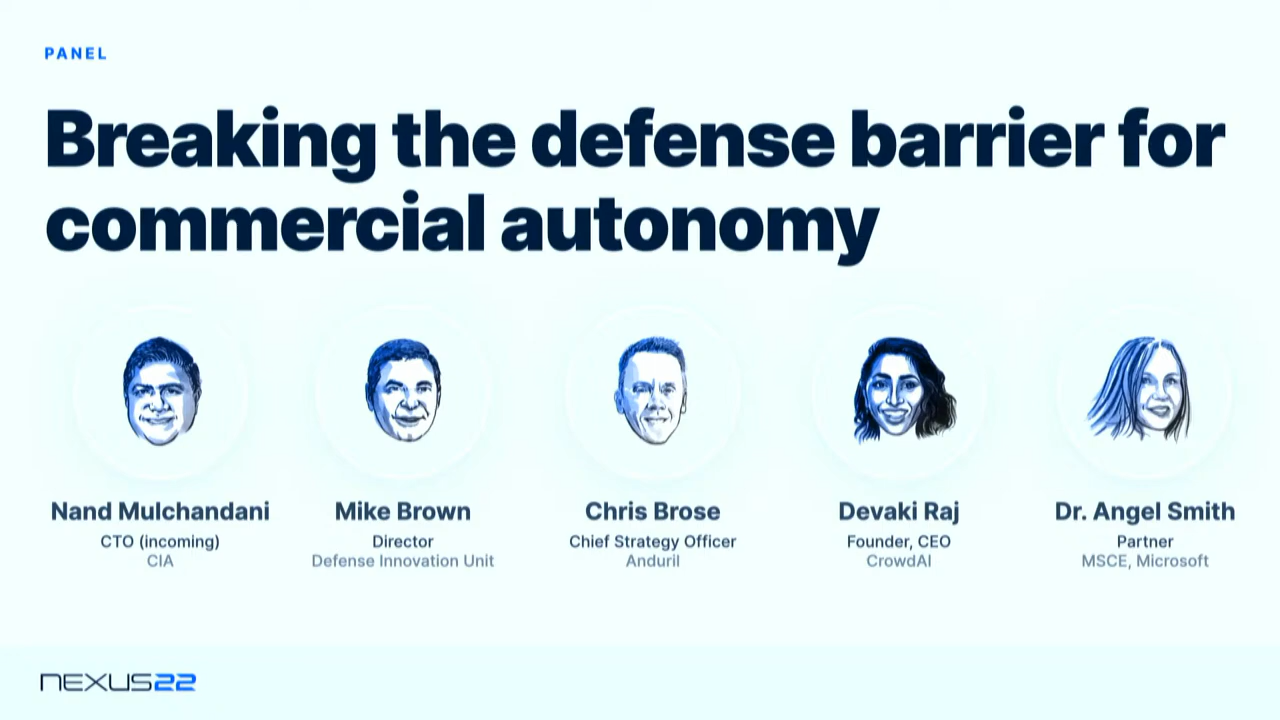 PANEL
Breaking the defense barrier for
commercial autonomy
Nand Mulchandani
CTO (incoming)
CIA
Mike Brown
Director
Defense Innovation Unit
Chris Brose
Chief Strategy Officer
Anduril
Devaki Raj
Founder, CEO
CrowdAI
Dr. Angel Smith
Partner
MSCE, Microsoft
NEXUS22